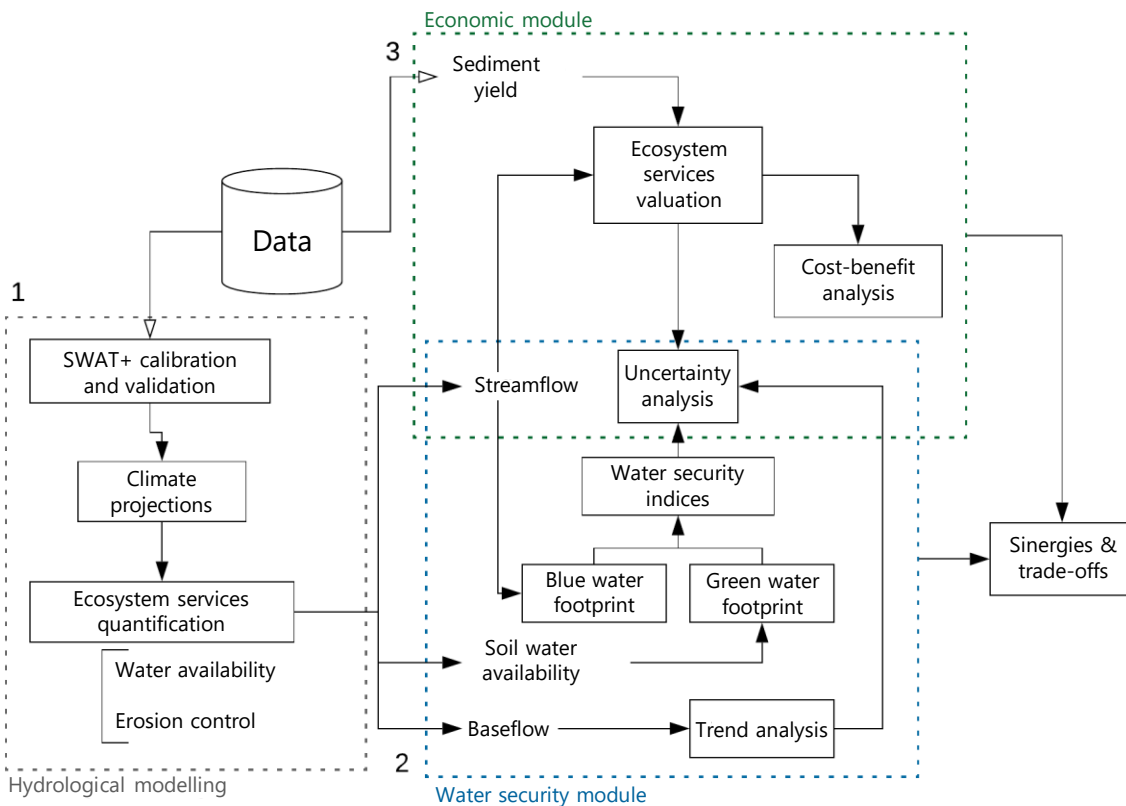 Economic module
3
Sediment
yield
Ecosystem
services
valuation
Data
Cost-benefit
analysis
1
SWAT+ calibration
and validation
Streamflow
Uncertainty
analysis
Climate
projections
Water security
indices
Sinergies &
trade-offs
Ecosystem services
quantification
Blue water
footprint
Green water
footprint
Water availability
Soil water
availability
Erosion control
Baseflow
Trend analysis
2
Hydrological modelling
Water security module